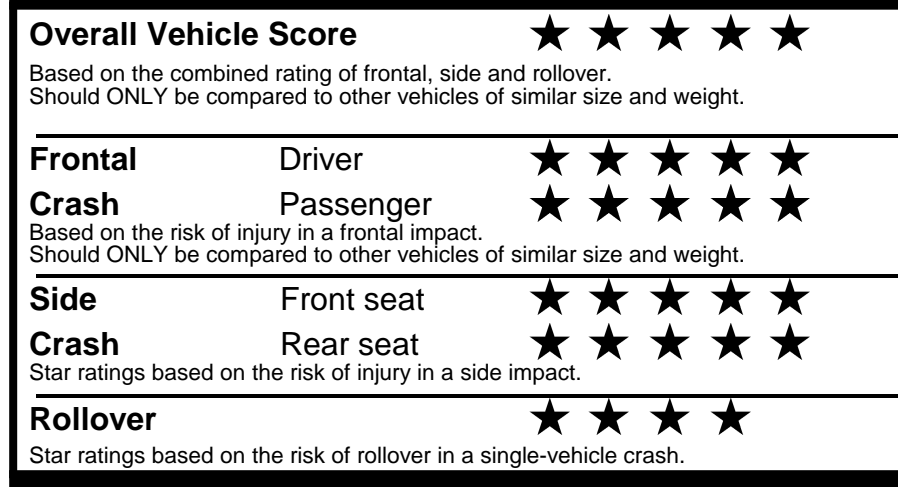 Overall Vehicle Score ★ ★ ★ ★ ★
Based on the combined rating of frontal, side and rollover.
Should ONLY be compared to other vehicles of similar size and weight.
Frontal Driver ★ ★ ★ ★ ★
Crash Passenger ★ ★ ★ ★ ★
Based on the risk of injury in a frontal impact.
Should ONLY be compared to other vehicles of similar size and weight.
Side Front seat ★ ★ ★ ★ ★
Crash Rear seat ★ ★ ★ ★ ★
Star ratings based on the risk of injury in a side impact.
Rollover ★ ★ ★ ★
Star ratings based on the risk of rollover in a single-vehicle crash.